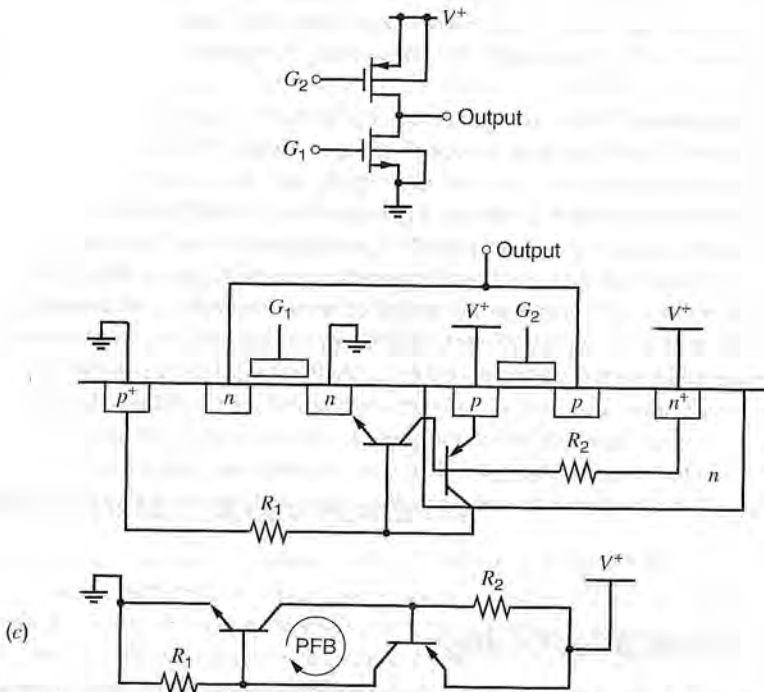 V⁺
G₂
Output
G₁
Output
G₁ V⁺ G₂ V⁺
p⁺ n n p p n⁺
R₂
n
R₁
V⁺
R₂
(c)
PFB
R₁